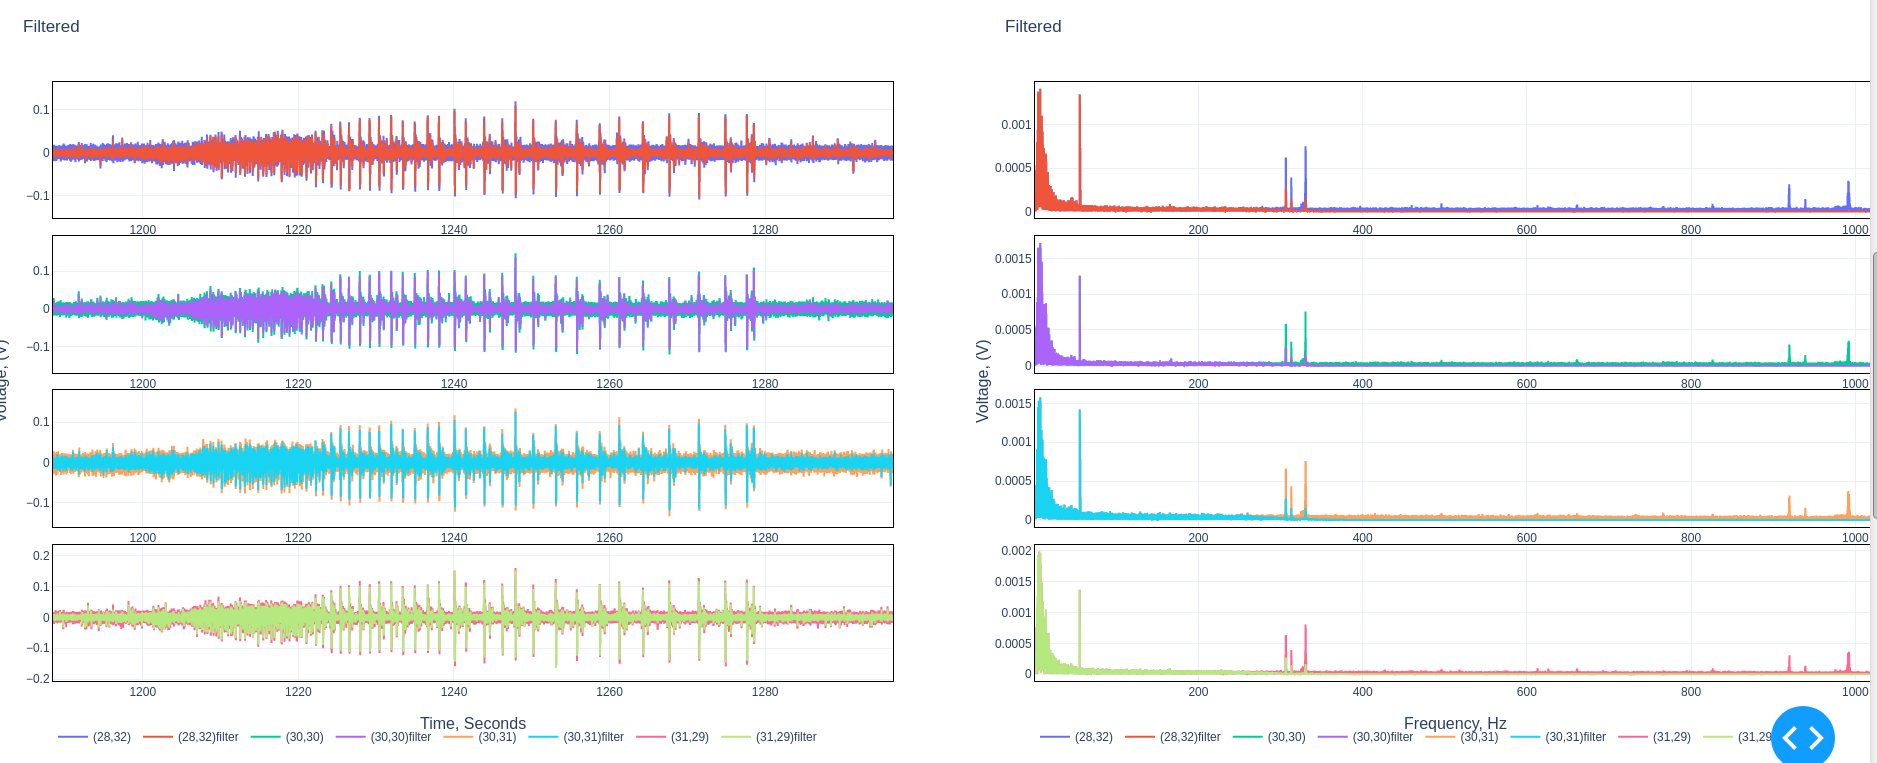 Filtered
0.1
0
−0.1
1200 1220 1240 1260 1280
0.1
0
−0.1
1200 1220 1240 1260 1280
0.1
0
−0.1
1200 1220 1240 1260 1280
0.2
0.1
0
−0.1
−0.2
1200 1220 1240 1260 1280
Voltage, (V)
Time, Seconds
(28,32) (28,32)filter (30,30) (30,30)filter (30,31) (30,31)filter (31,29) (31,29)filter
Filtered
0.001
0.0005
0
200 400 600 800 1000
0.0015
0.001
0.0005
0
200 400 600 800 1000
0.0015
0.001
0.0005
0
200 400 600 800 1000
0.002
0.0015
0.001
0.0005
0
200 400 600 800 1000
Voltage, (V)
Frequency, Hz
(28,32) (28,32)filter (30,30) (30,30)filter (30,31) (30,31)filter (31,29) (31,29